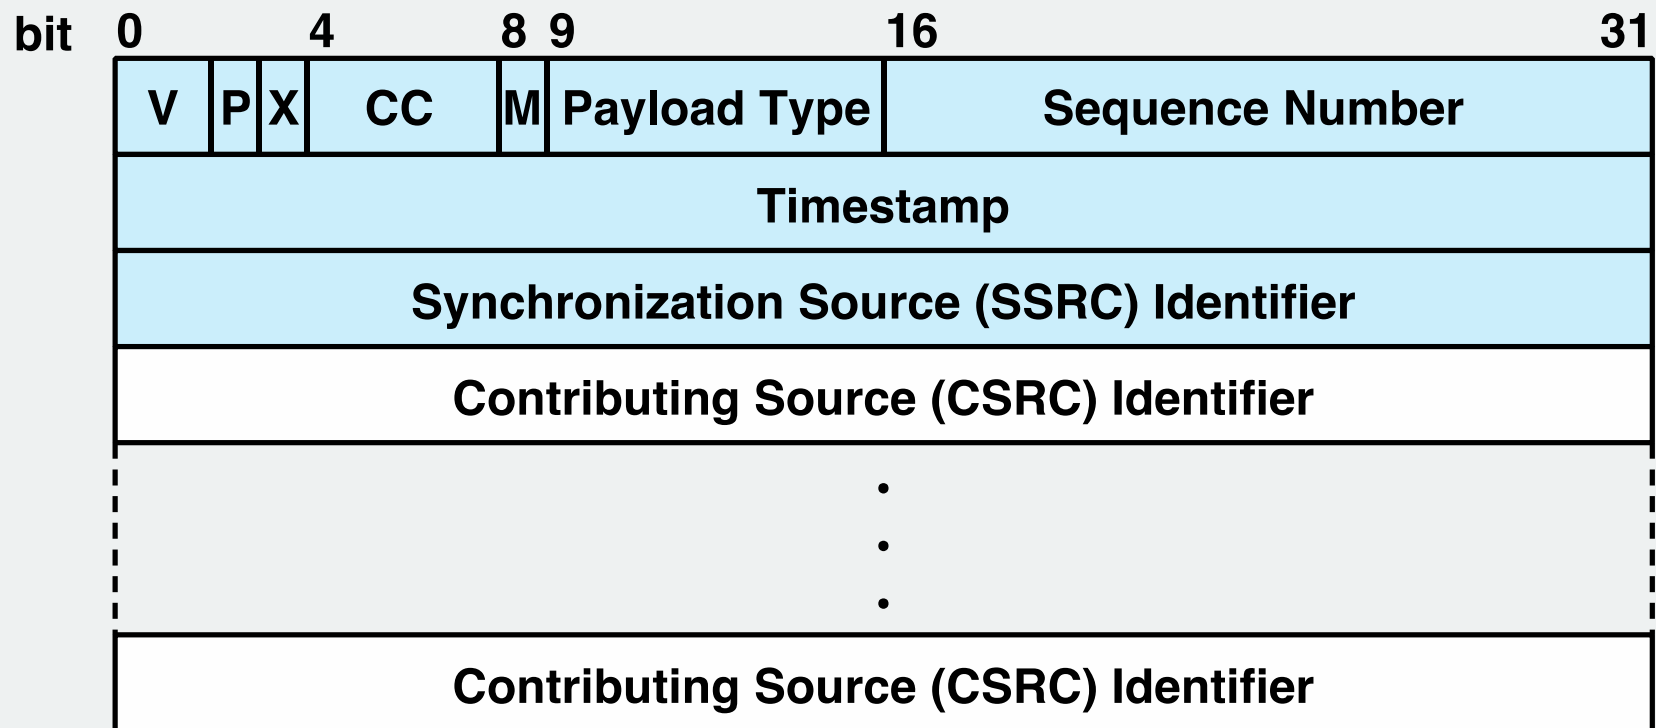 bit 0 4 8 9 16 31
V P X CC M Payload Type Sequence Number
Timestamp
Synchronization Source (SSRC) Identifier
Contributing Source (CSRC) Identifier
Contributing Source (CSRC) Identifier